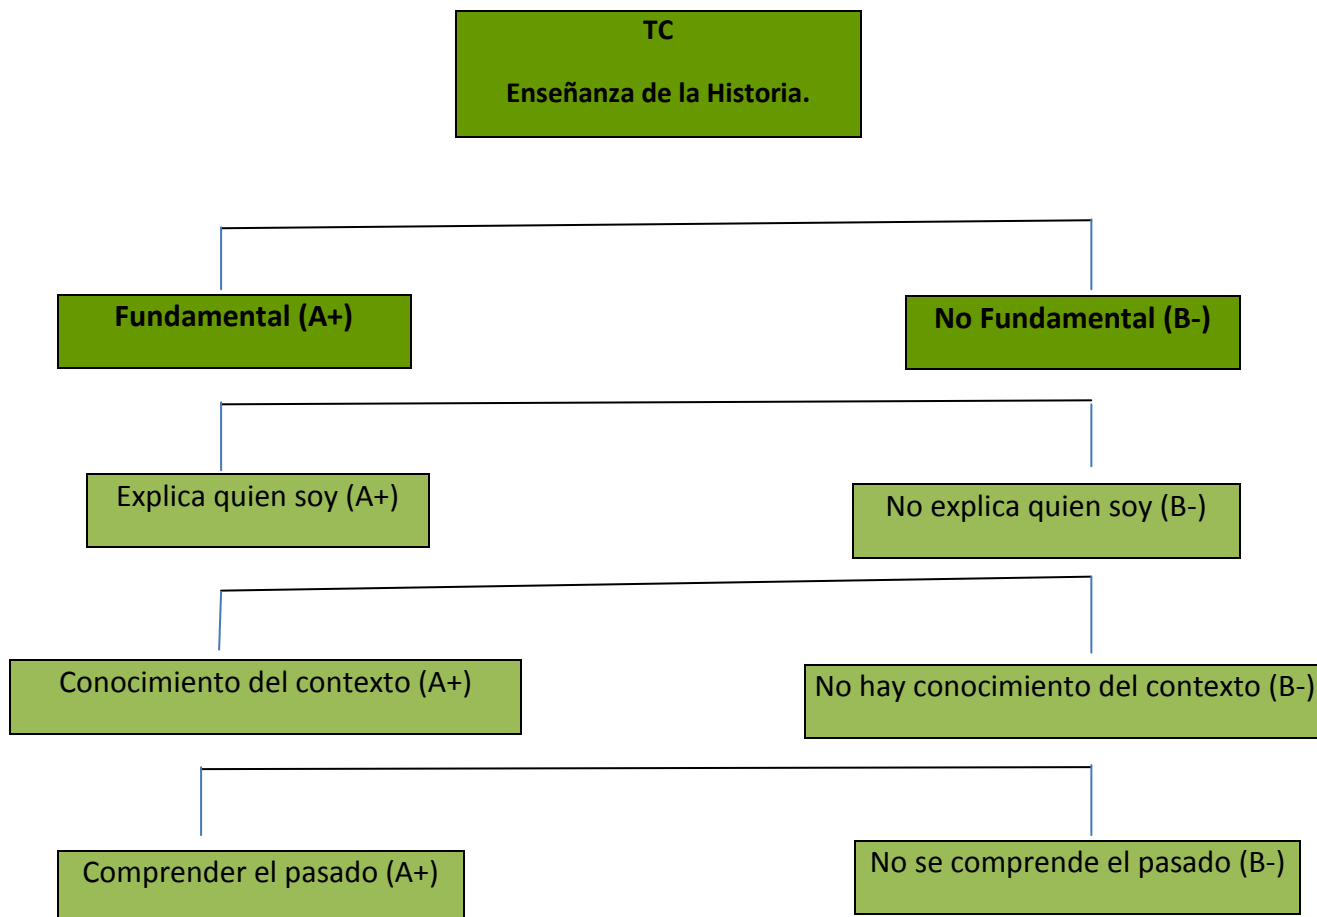 TC
Enseñanza de la Historia.
Fundamental (A+)
No Fundamental (B-)
Explica quien soy (A+)
No explica quien soy (B-)
Conocimiento del contexto (A+)
No hay conocimiento del contexto (B-)
Comprender el pasado (A+)
No se comprende el pasado (B-)